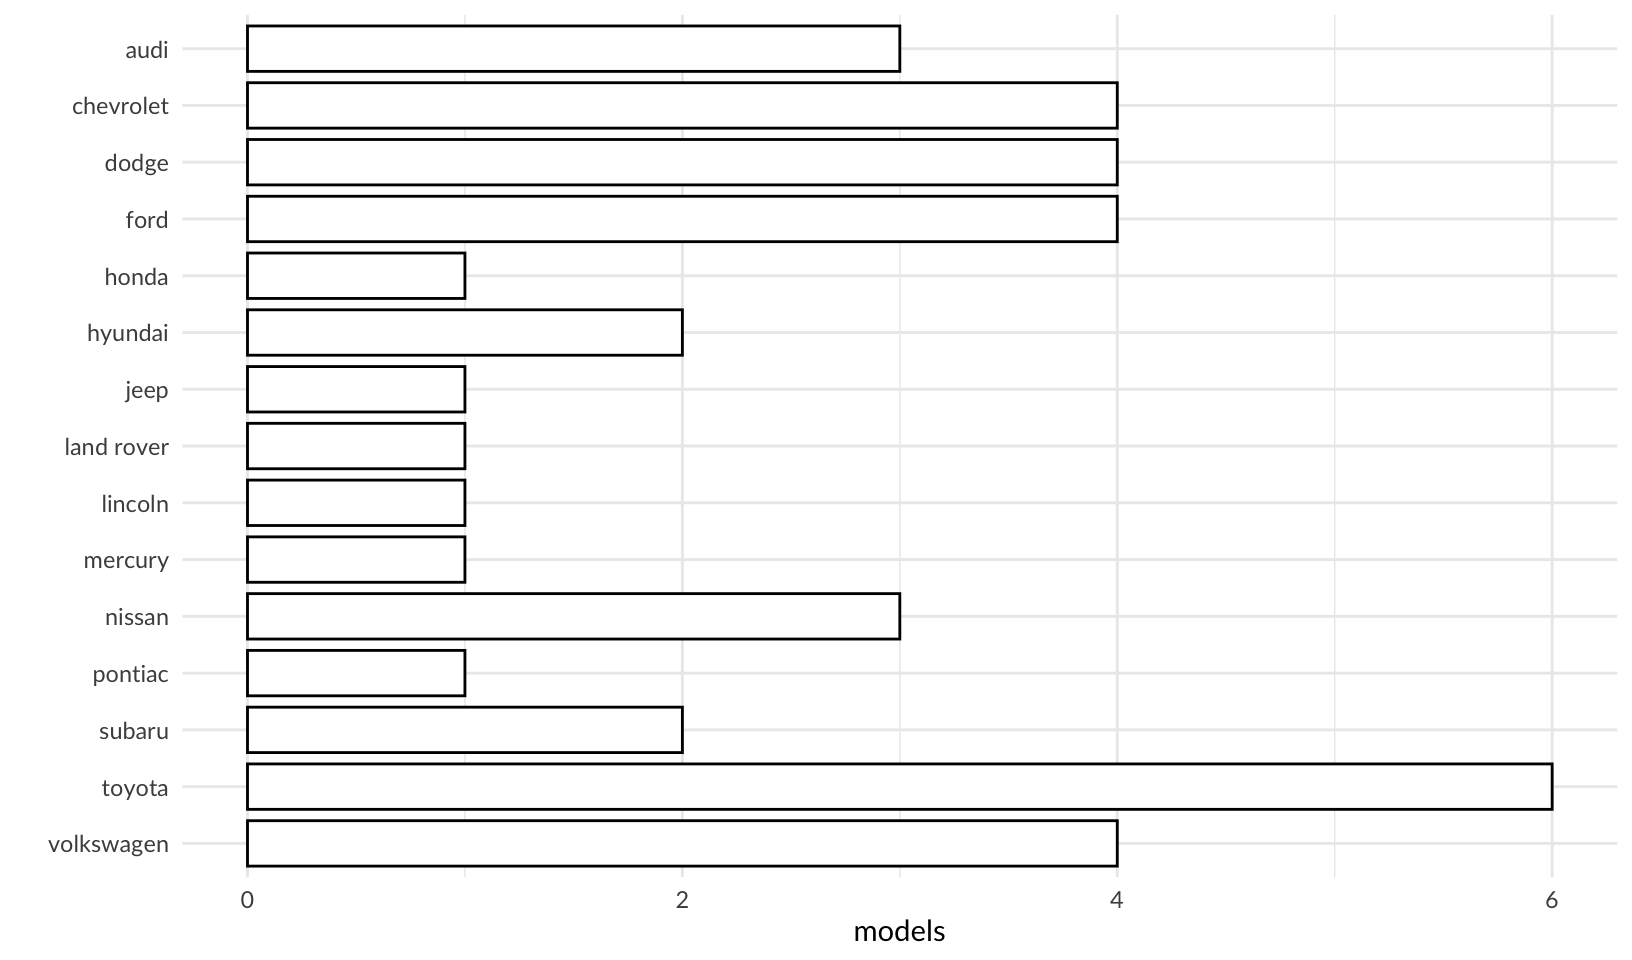 audi
chevrolet
dodge
ford
honda
hyundai
jeep
land rover
lincoln
mercury
nissan
pontiac
subaru
toyota
volkswagen
0 2 4 6
models